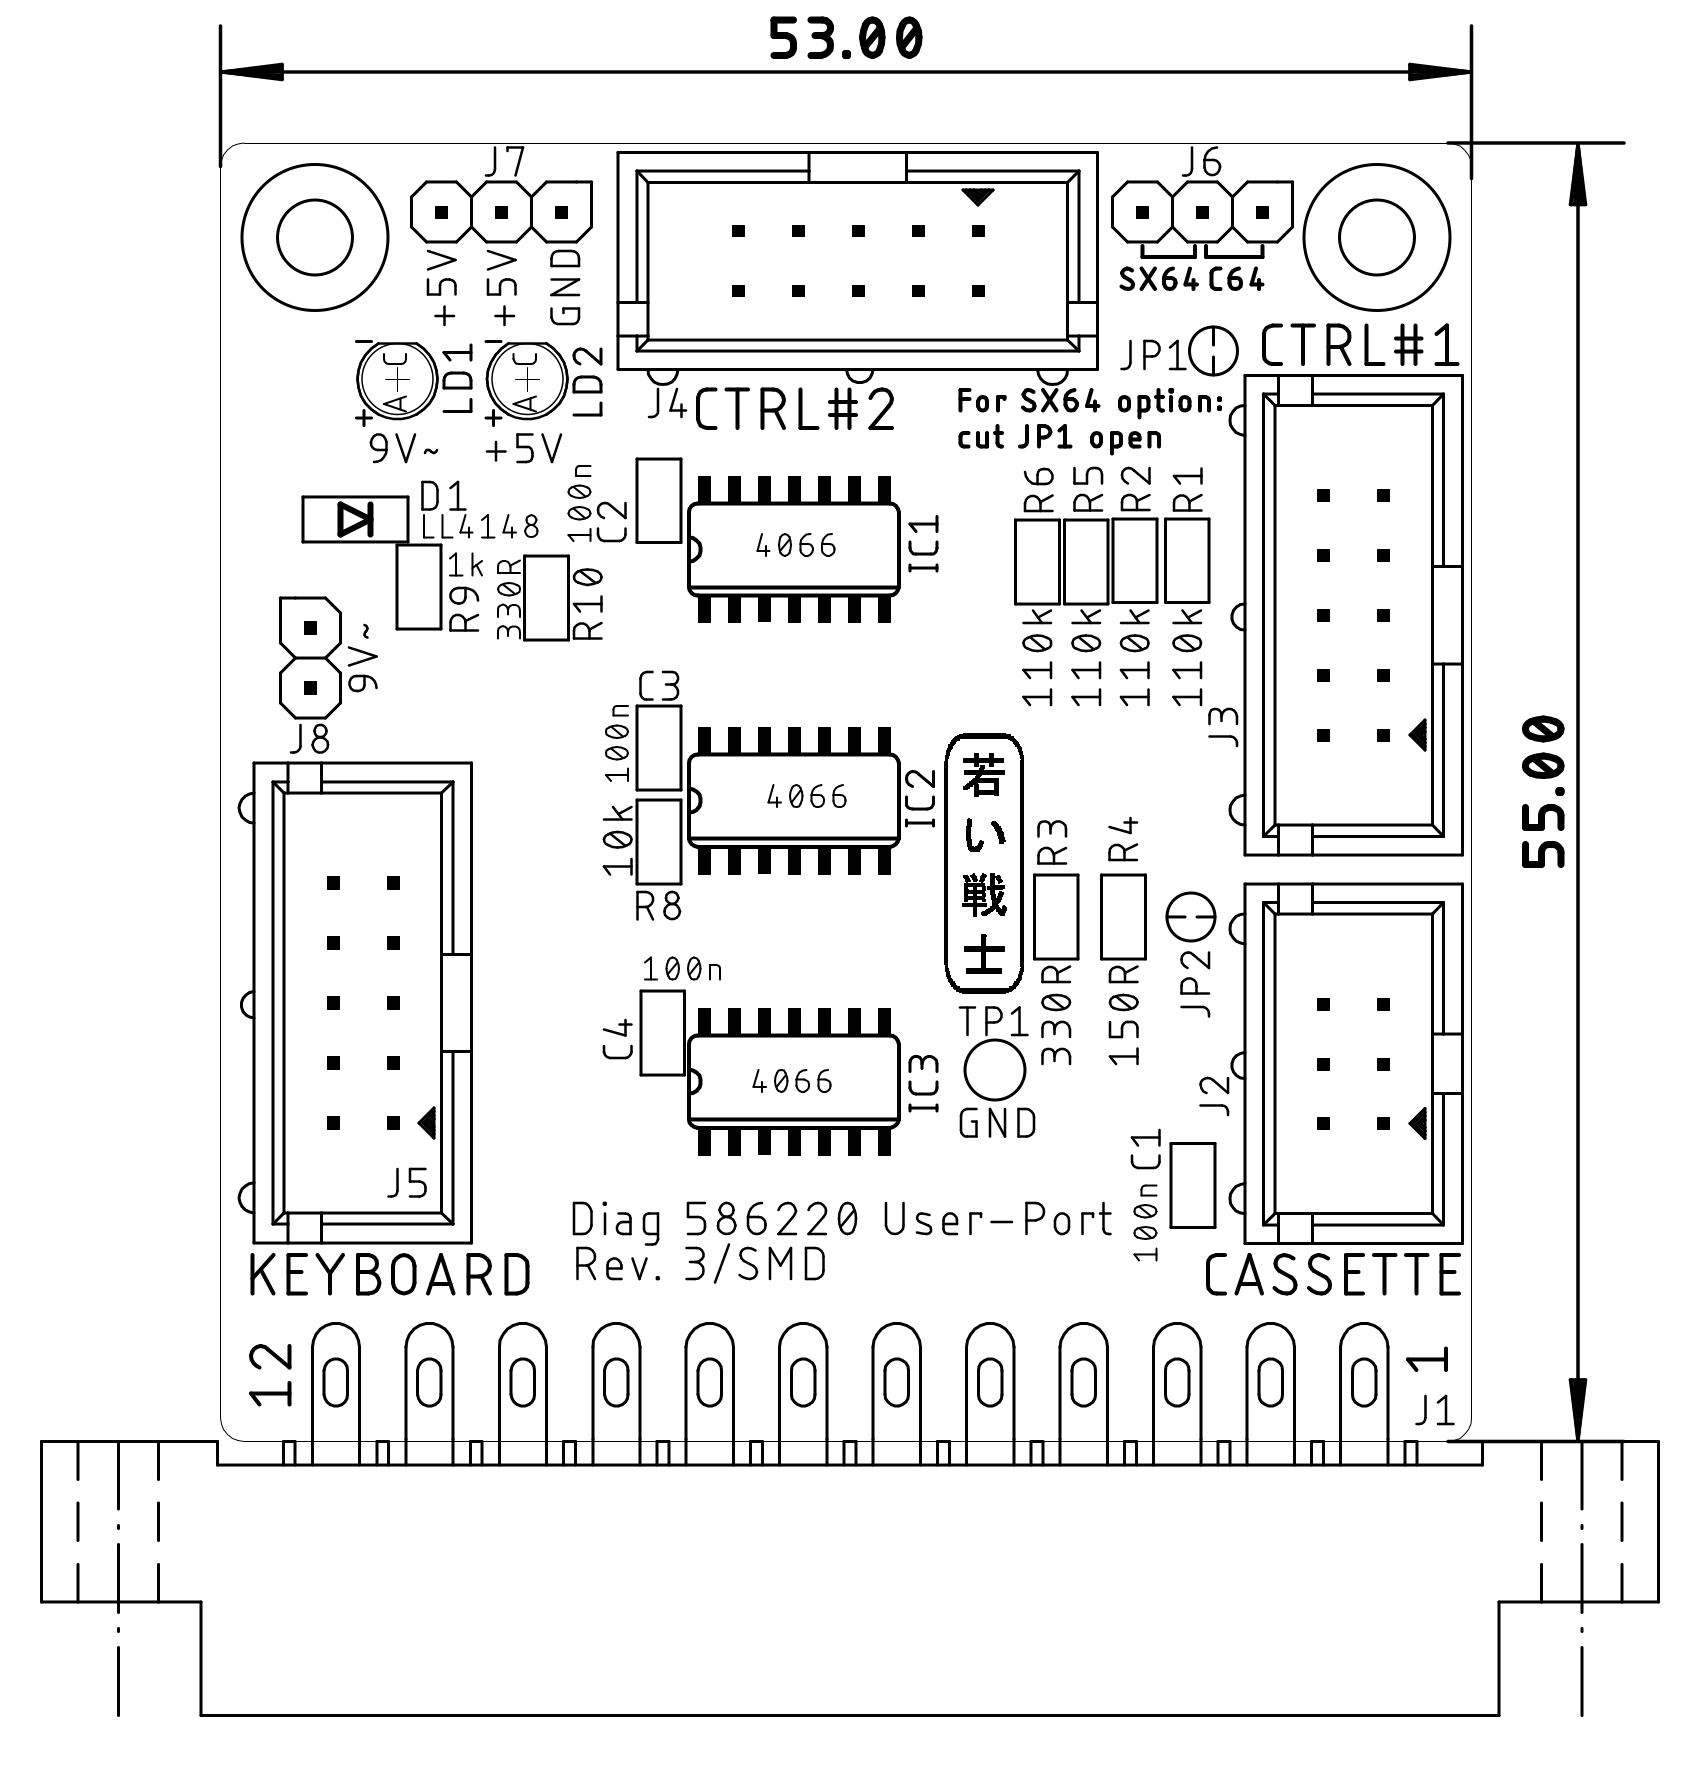 53.00
J7
J6
+5V
+5V
GND
SX64 C64
JP1
CTRL#1
- A+C + LD1
- A+C + LD2
J4 CTRL#2
For SX64 option:
cut JP1 open
9V~
+5V
D1
LL4148
100n
C2
4066
IC1
R6
R5
R2
R1
110k
110k
110k
110k
1k
R9
330R
R10
9V~
J8
J3
C3
100n
10k
R8
4066
IC2
若い戦士
R3
330R
R4
150R
JP2
55.00
100n
C4
4066
IC3
TP1
GND
J2
C1
100n
J5
Diag 586220 User-Port
Rev. 3/SMD
KEYBOARD
CASSETTE
12
1
J1